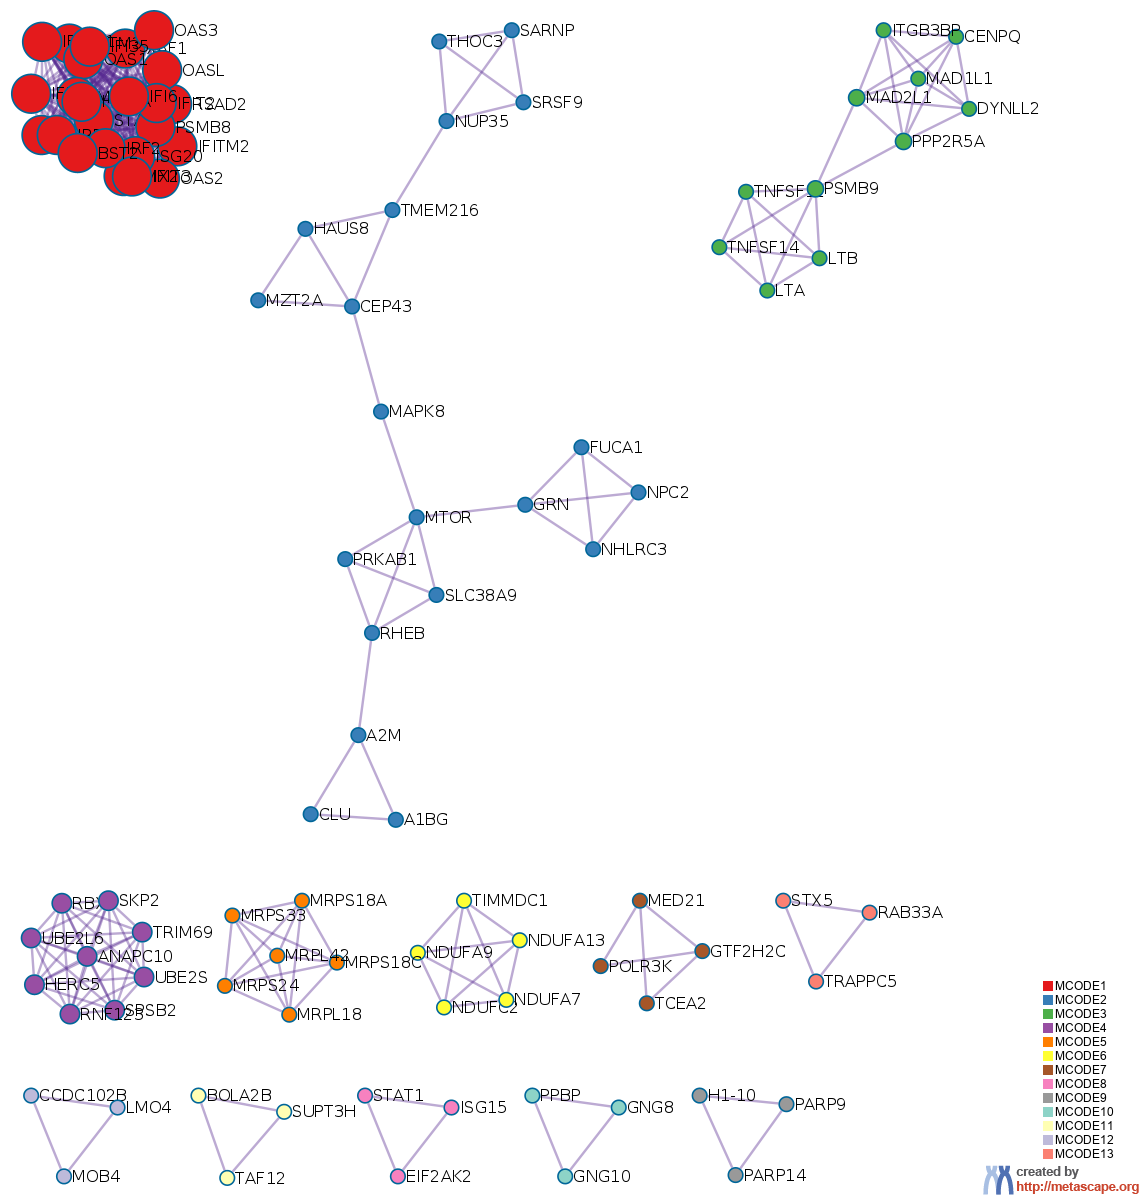 OAS3
OAS1
OASL
IFI6
RSAD2
PSMB8
IFITM2
IRF2
BST2
ISG20
OAS2
SARNP
THOC3
SRSF9
NUP35
TMEM216
HAUS8
MZT2A
CEP43
MAPK8
FUCA1
NPC2
GRN
MTOR
NHLRC3
PRKAB1
SLC38A9
RHEB
A2M
CLU
A1BG
ITGB3BP
CENPQ
MAD1L1
MAD2L1
DYNLL2
PPP2R5A
PSMB9
TNFSF14
LTB
LTA
SKP2
UBE2L6
TRIM69
ANAPC10
HERC5
UBE2S
SPSB2
MRPS18A
MRPS33
MRPL42
MRPS18C
MRPS24
MRPL18
TIMMDC1
NDUFA13
NDUFA9
NDUFA7
NDUFC2
MED21
GTF2H2C
POLR3K
TCEA2
STX5
RAB33A
TRAPPC5
CCDC102B
LMO4
MOB4
BOLA2B
SUPT3H
TAF12
STAT1
ISG15
EIF2AK2
PPBP
GNG8
GNG10
H1-10
PARP9
PARP14
MCODE1
MCODE2
MCODE3
MCODE4
MCODE5
MCODE6
MCODE7
MCODE8
MCODE9
MCODE10
MCODE11
MCODE12
MCODE13
created by
http://metascape.org